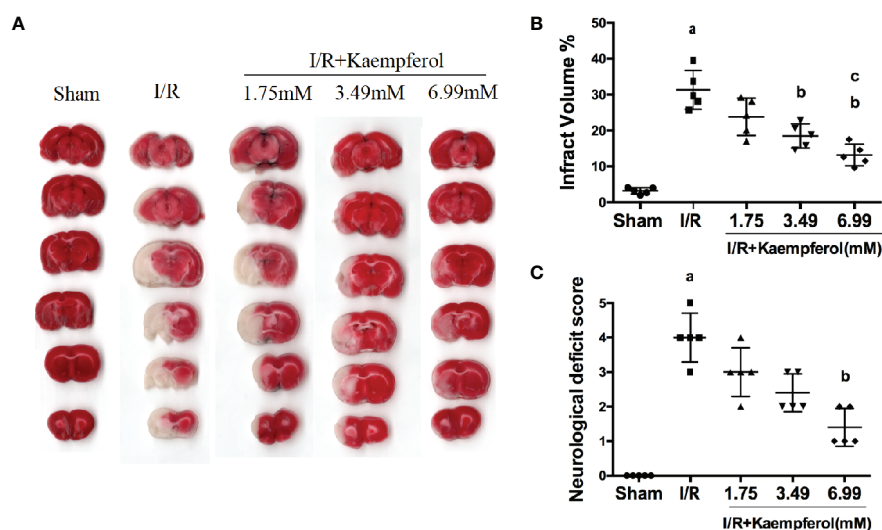 A
I/R+Kaempferol
Sham I/R 1.75mM 3.49mM 6.99mM
B
Infract Volume %
50
40
30
20
10
0
a
b
c
b
Sham I/R 1.75 3.49 6.99
I/R+Kaempferol(mM)
C
Neurological deficit score
5
4
3
2
1
0
a
b
Sham I/R 1.75 3.49 6.99
I/R+Kaempferol(mM)